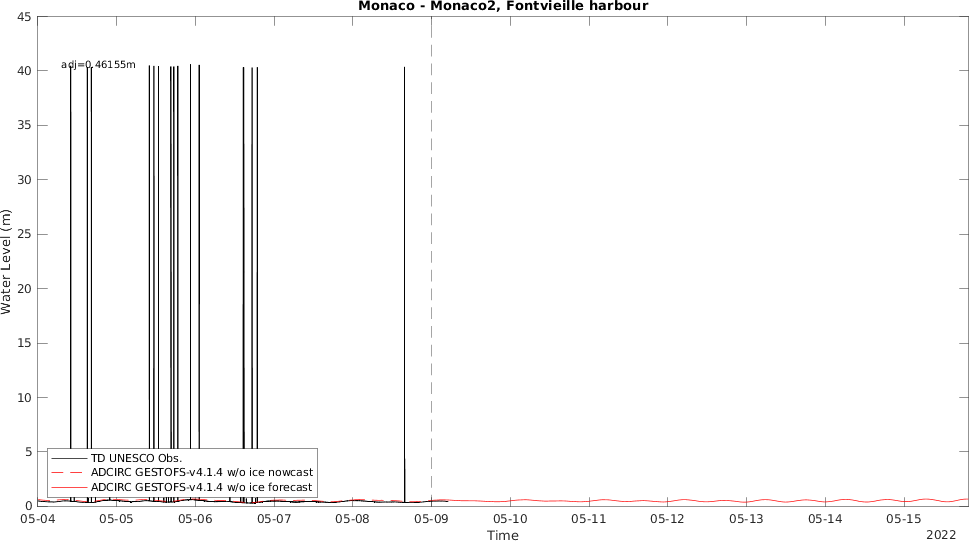 Monaco - Monaco2, Fontvieille harbour
45
adj=0.46155m
40
35
30
25
20
15
10
5
0
Water Level (m)
TD UNESCO Obs.
ADCIRC GESTOFS-v4.1.4 w/o ice nowcast
ADCIRC GESTOFS-v4.1.4 w/o ice forecast
05-04 05-05 05-06 05-07 05-08 05-09 05-10 05-11 05-12 05-13 05-14 05-15
Time
2022